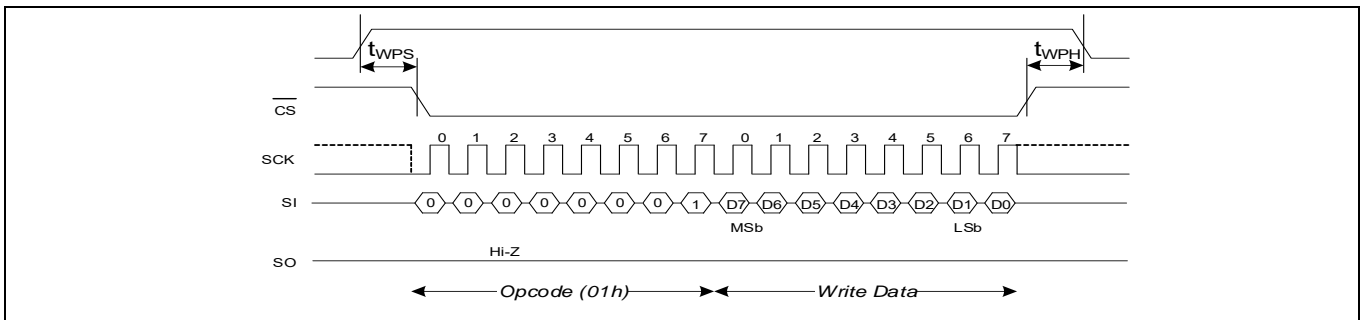 tWPS tWPH
CS
0 1 2 3 4 5 6 7 0 1 2 3 4 5 6 7
SCK
SI 0 0 0 0 0 0 0 1 D7 D6 D5 D4 D3 D2 D1 D0
MSb LSb
Hi-Z
SO
Opcode (01h) Write Data